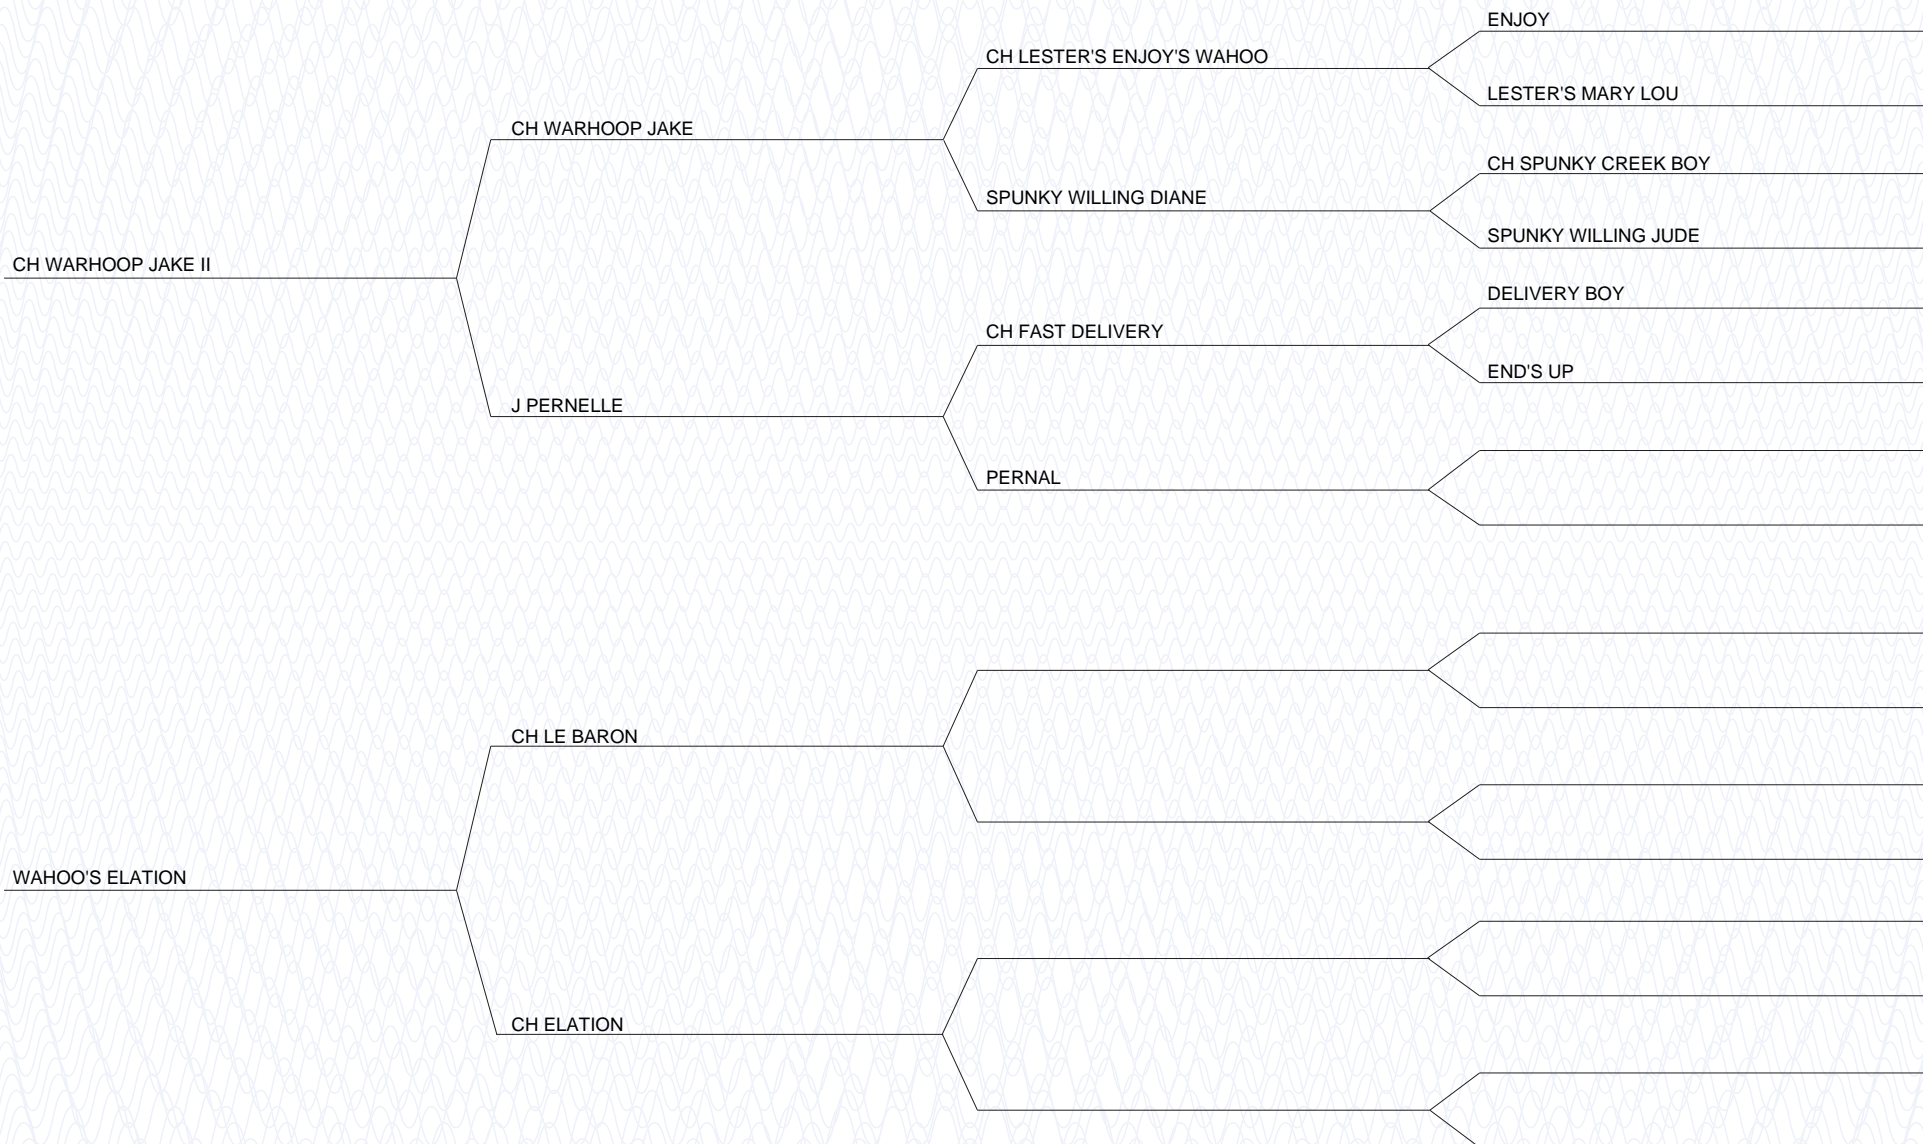 ENJOY
CH LESTER'S ENJOY'S WAHOO
LESTER'S MARY LOU
CH WARHOOP JAKE
CH SPUNKY CREEK BOY
SPUNKY WILLING DIANE
SPUNKY WILLING JUDE
CH WARHOOP JAKE II
DELIVERY BOY
CH FAST DELIVERY
END'S UP
J PERNELLE
PERNAL
CH LE BARON
WAHOO'S ELATION
CH ELATION